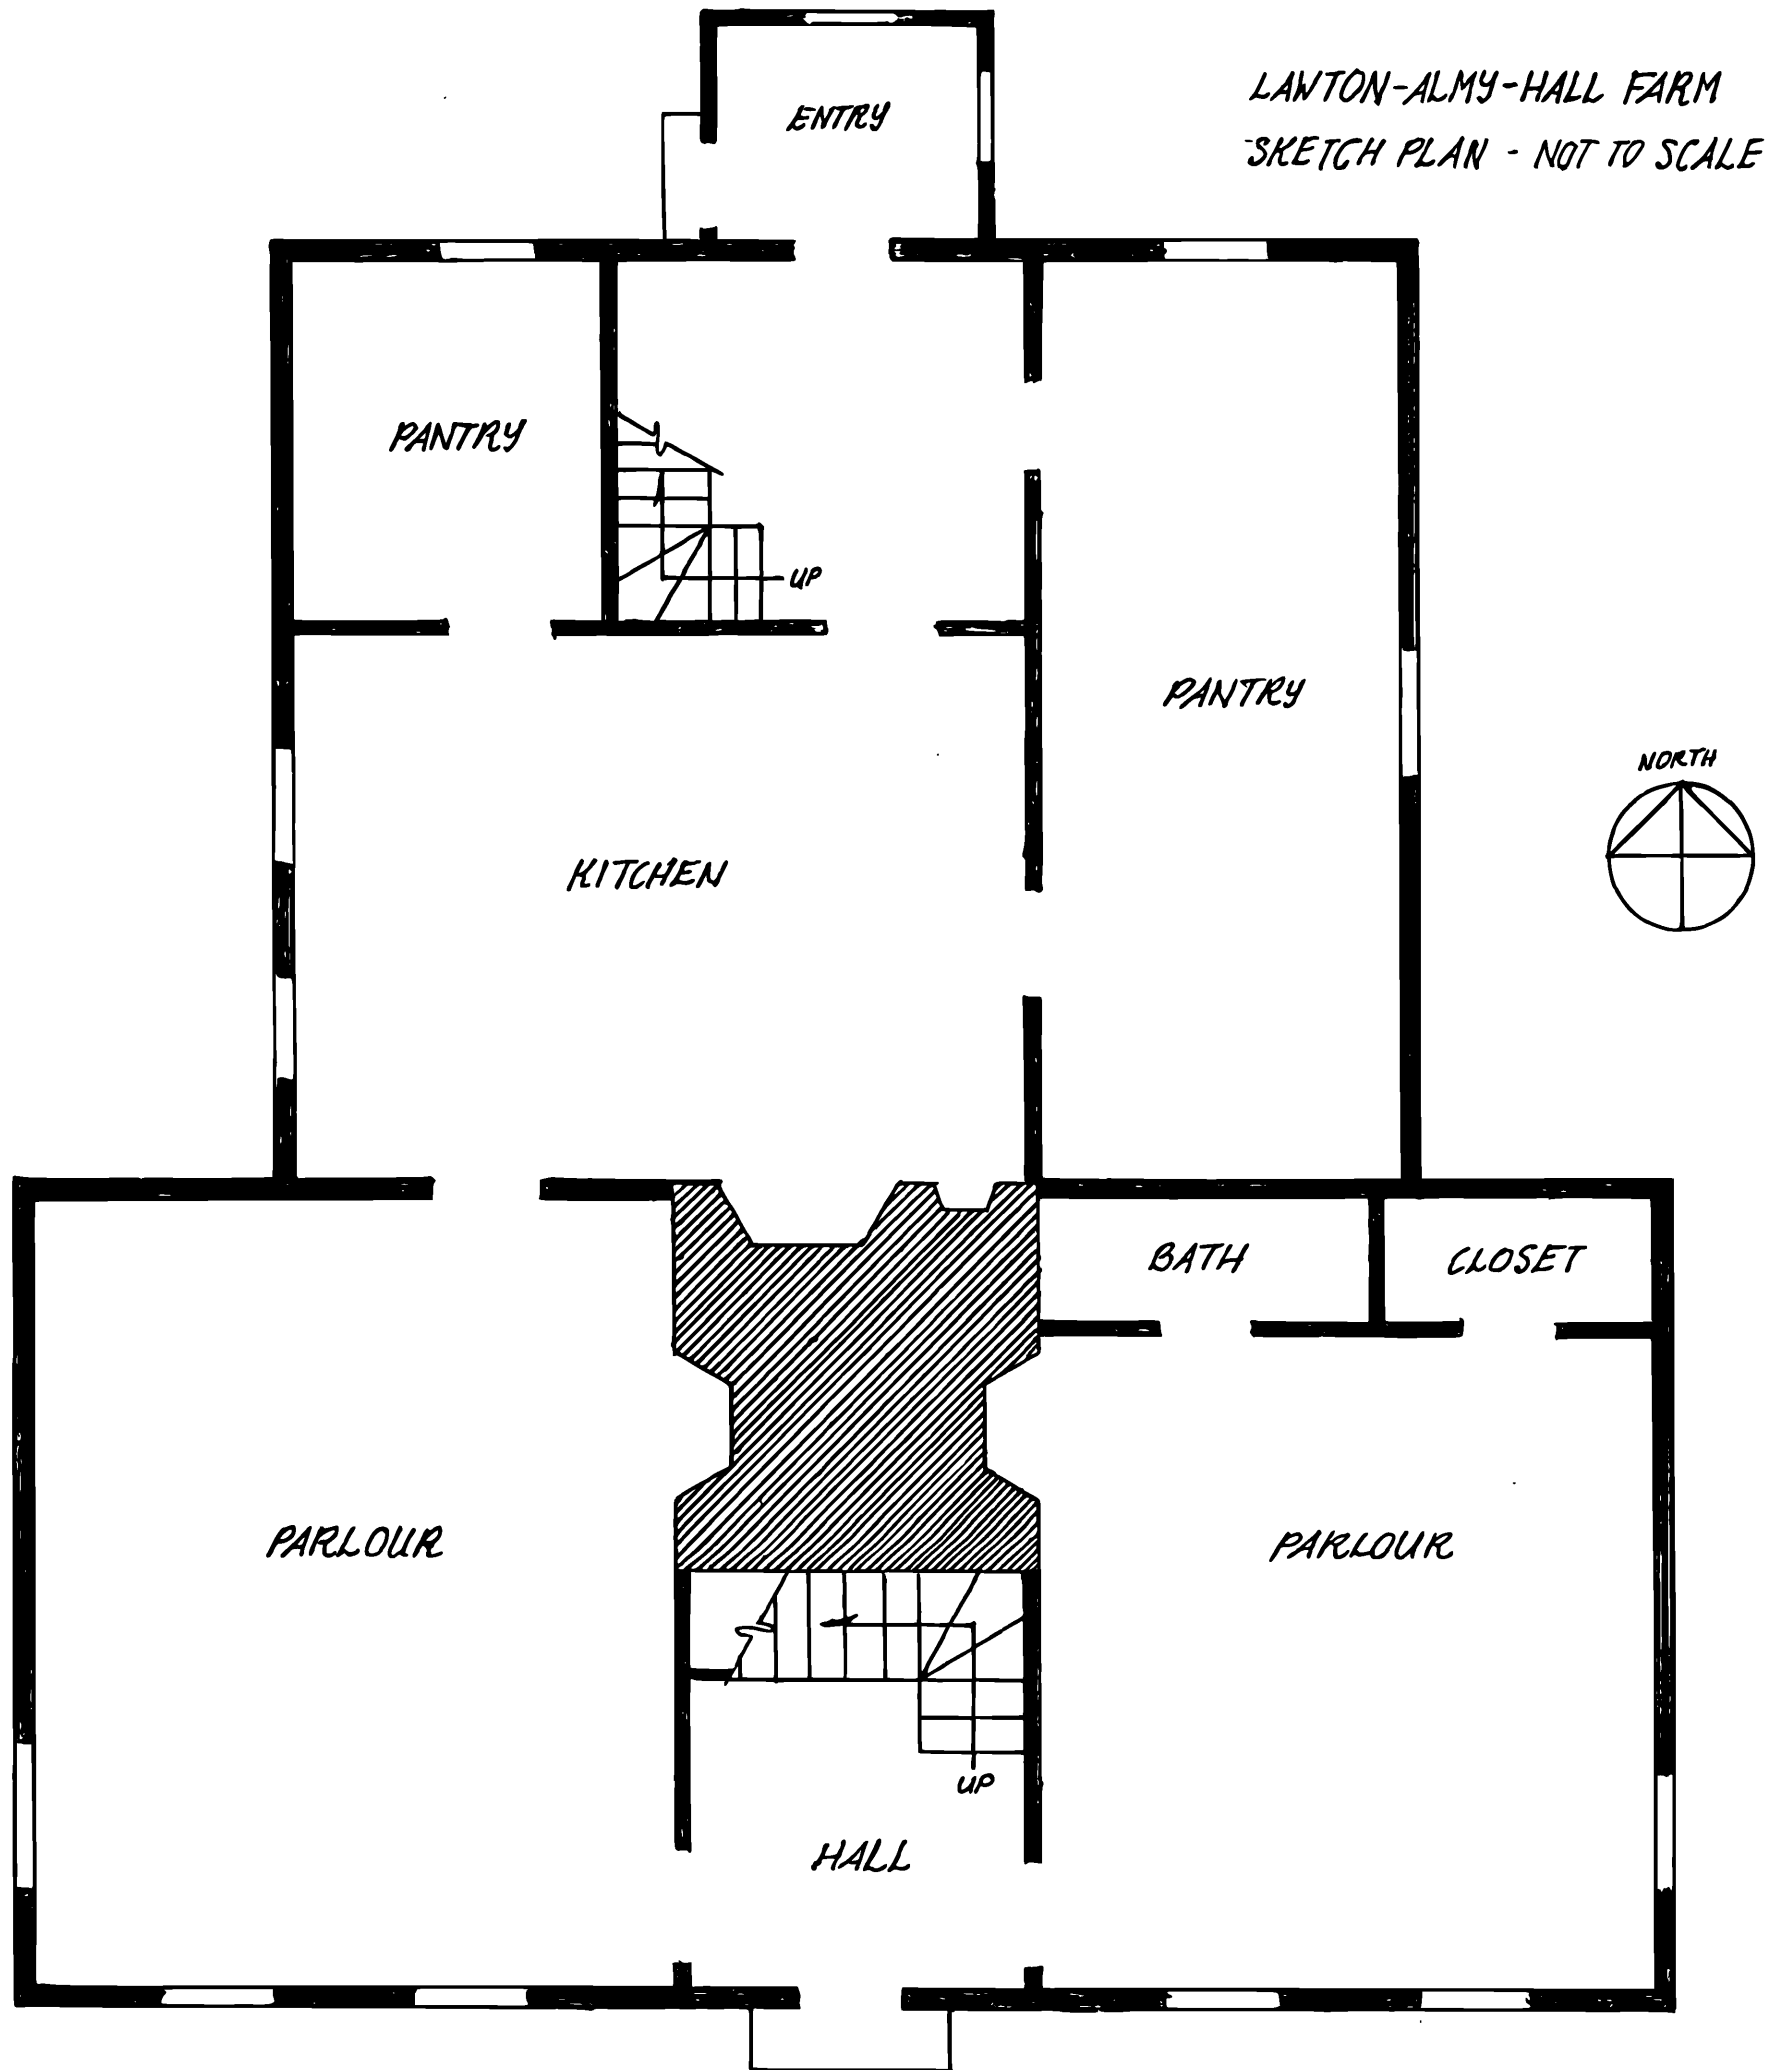 LAWTON-ALMY-HALL FARM
SKETCH PLAN - NOT TO SCALE
ENTRY
PANTRY
UP
PANTRY
NORTH
KITCHEN
BATH
CLOSET
PARLOUR
PARLOUR
UP
HALL